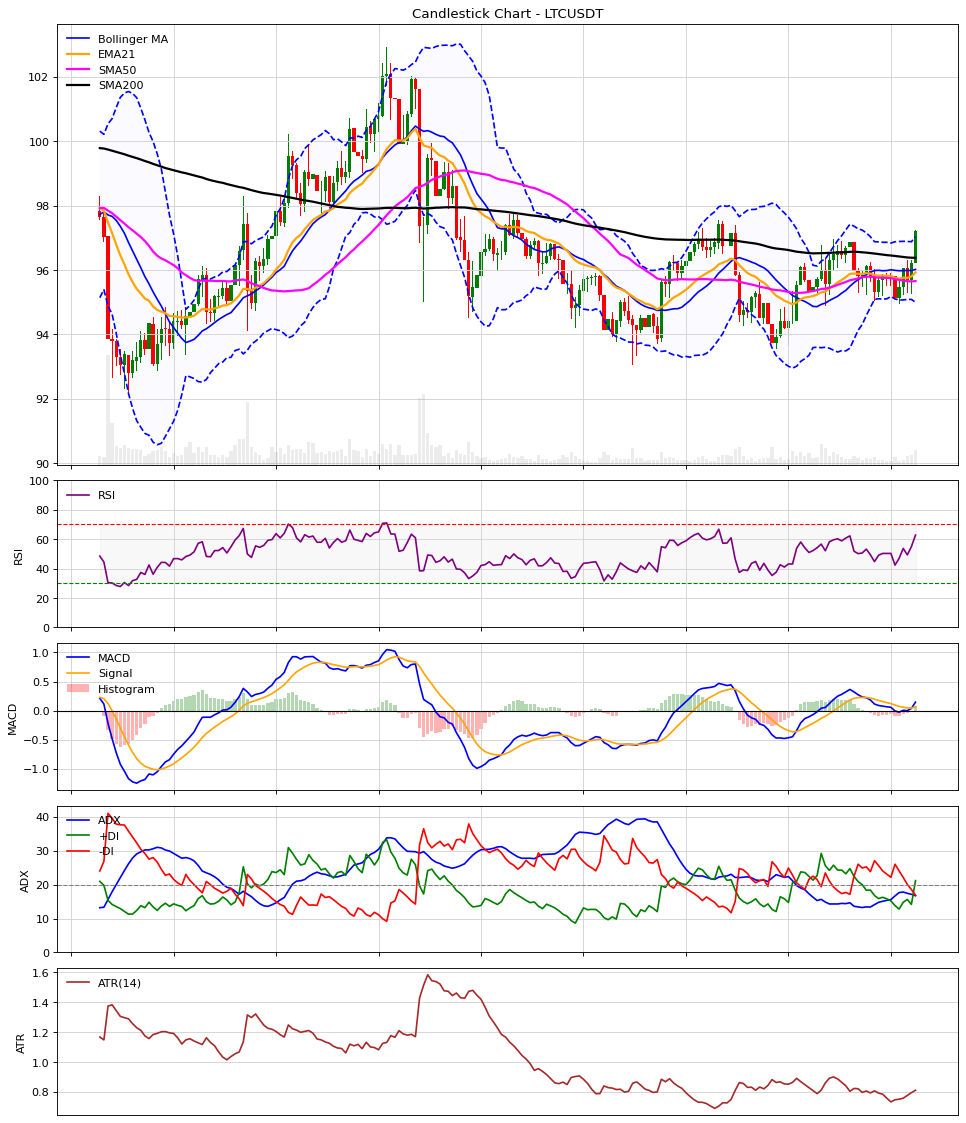 Candlestick Chart - LTCUSDT
Bollinger MA
EMA21
SMA50
SMA200
102
100
98
96
94
92
90
RSI
RSI
100
80
60
40
20
0
MACD
MACD
Signal
Histogram
1.0
0.5
0.0
−0.5
−1.0
ADX
ADX
+DI
-DI
40
30
20
10
0
ATR
ATR(14)
1.6
1.4
1.2
1.0
0.8